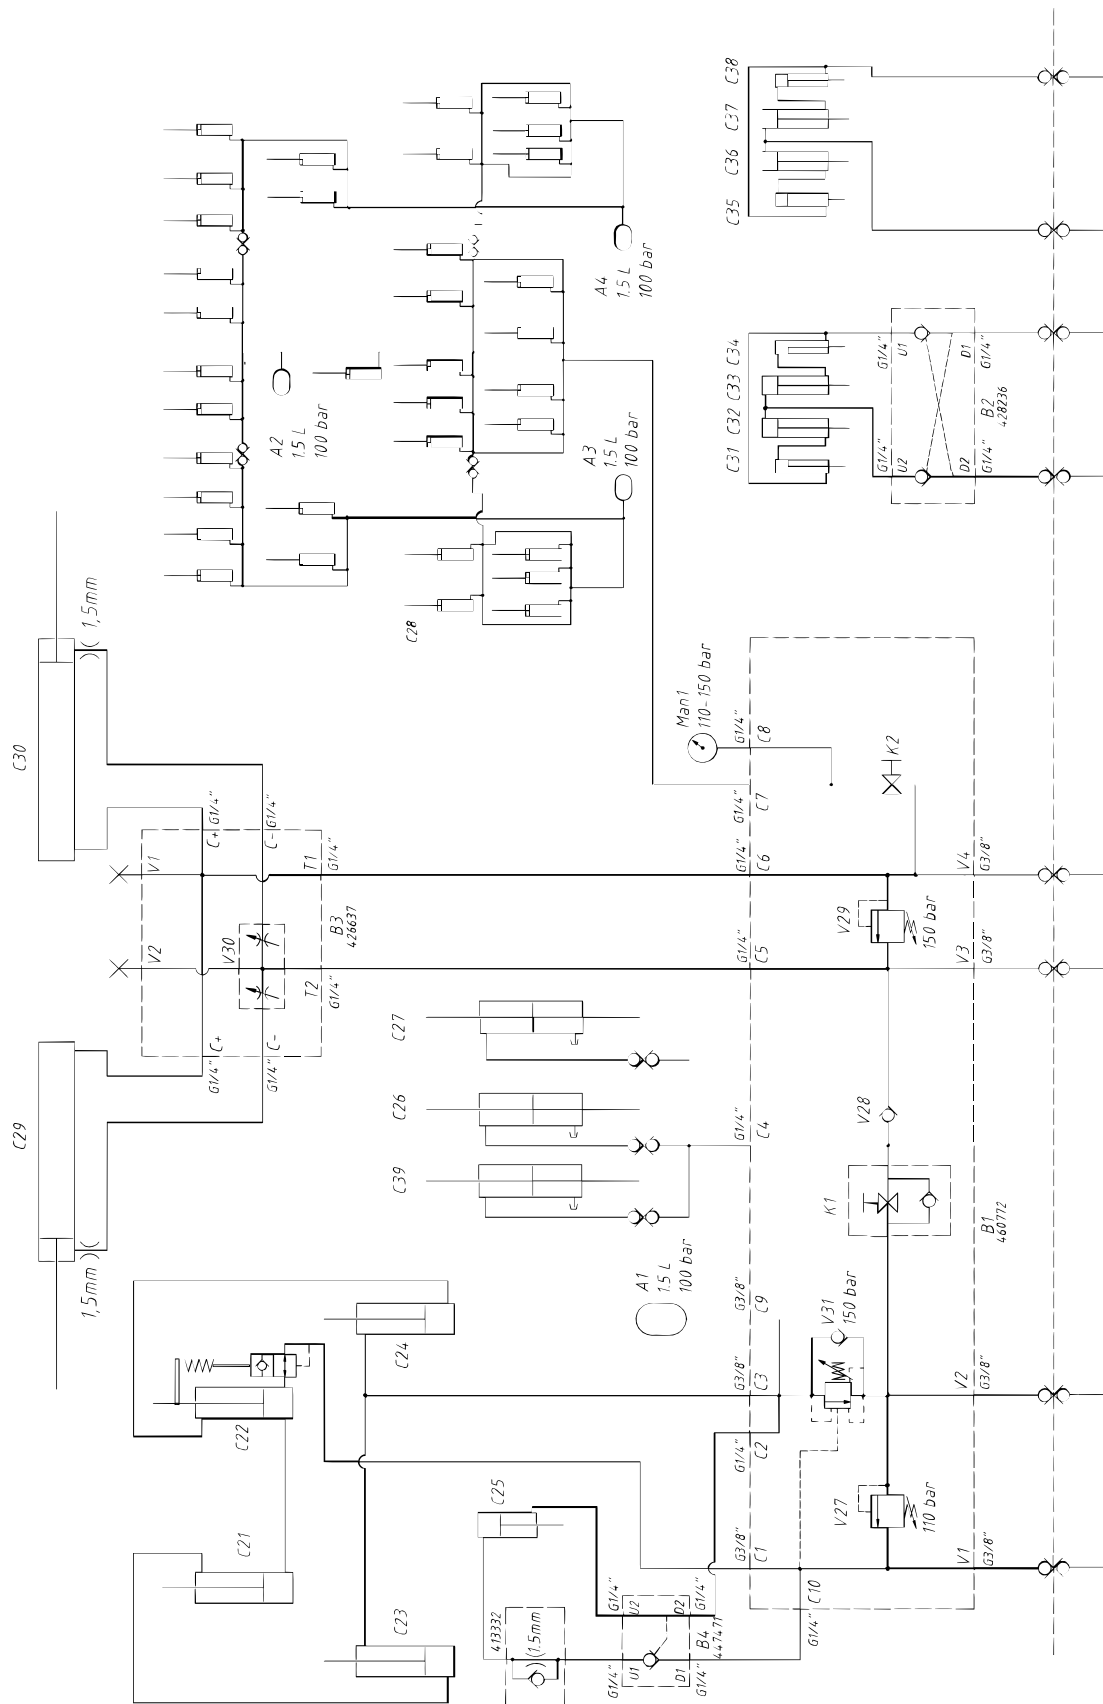 C38
C37
C36
C35
A4
1.5 L
100 bar
A2
1.5 L
100 bar
A3
1.5 L
100 bar
C34
C33
C32
C31
G1/4"
U1
D1
G1/4"
G1/4"
U2
D2
G1/4"
B2
428236
1,5mm
C28
C30
Man1
110-150 bar
G1/4"
C8
K2
G1/4"
C7
C+
G1/4"
C-
G1/4"
V1
T1
G1/4"
G1/4"
C6
V4
G3/8"
B3
426637
V29
150 bar
V2
V30
T2
G1/4"
G1/4"
C5
V3
G3/8"
C27
G1/4"
C+
G1/4"
C-
C29
C26
C39
G1/4"
C4
V28
K1
B1
460772
1,5mm
A1
1.5 L
100 bar
G3/8"
C9
V31
150 bar
C24
C22
G3/8"
C3
V2
G3/8"
G1/4"
C2
C25
V27
110 bar
C21
G3/8"
C1
V1
G3/8"
C23
413332
(1.5mm
G1/4"
U2
D2
G1/4"
G1/4"
U1
D1
G1/4"
B4
447471
G1/4"
C10